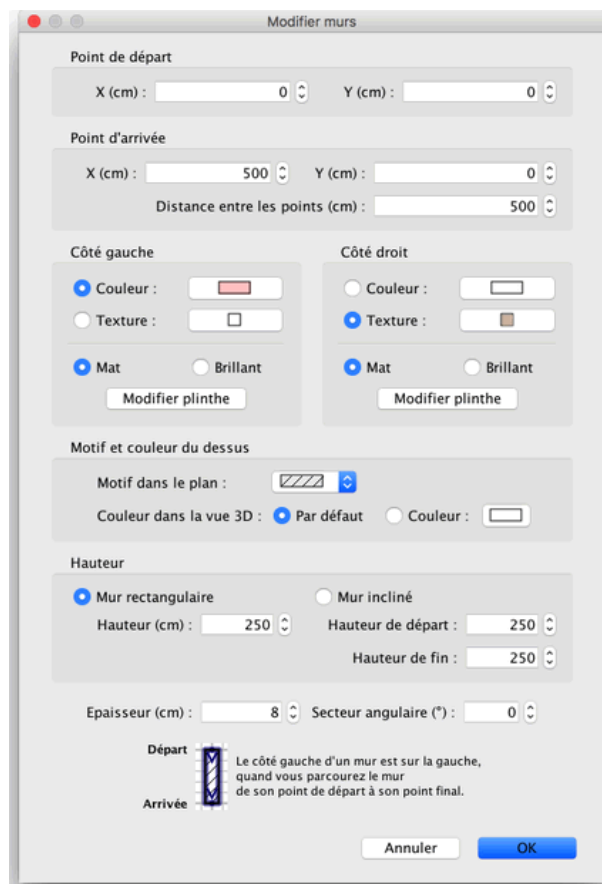 Modifier murs
Point de départ
X (cm) : 0 Y (cm) : 0
Point d'arrivée
X (cm) : 500 Y (cm) : 0
Distance entre les points (cm) : 500
Côté gauche Côté droit
Couleur : Couleur :
Texture : Texture :
Mat Brillant Mat Brillant
Modifier plinthe Modifier plinthe
Motif et couleur du dessus
Motif dans le plan :
Couleur dans la vue 3D : Par défaut Couleur :
Hauteur
Mur rectangulaire Mur incliné
Hauteur (cm) : 250 Hauteur de départ : 250
Hauteur de fin : 250
Epaisseur (cm) : 8 Secteur angulaire (°) : 0
Départ
Le côté gauche d'un mur est sur la gauche,
quand vous parcourez le mur
de son point de départ à son point final.
Arrivée
Annuler OK